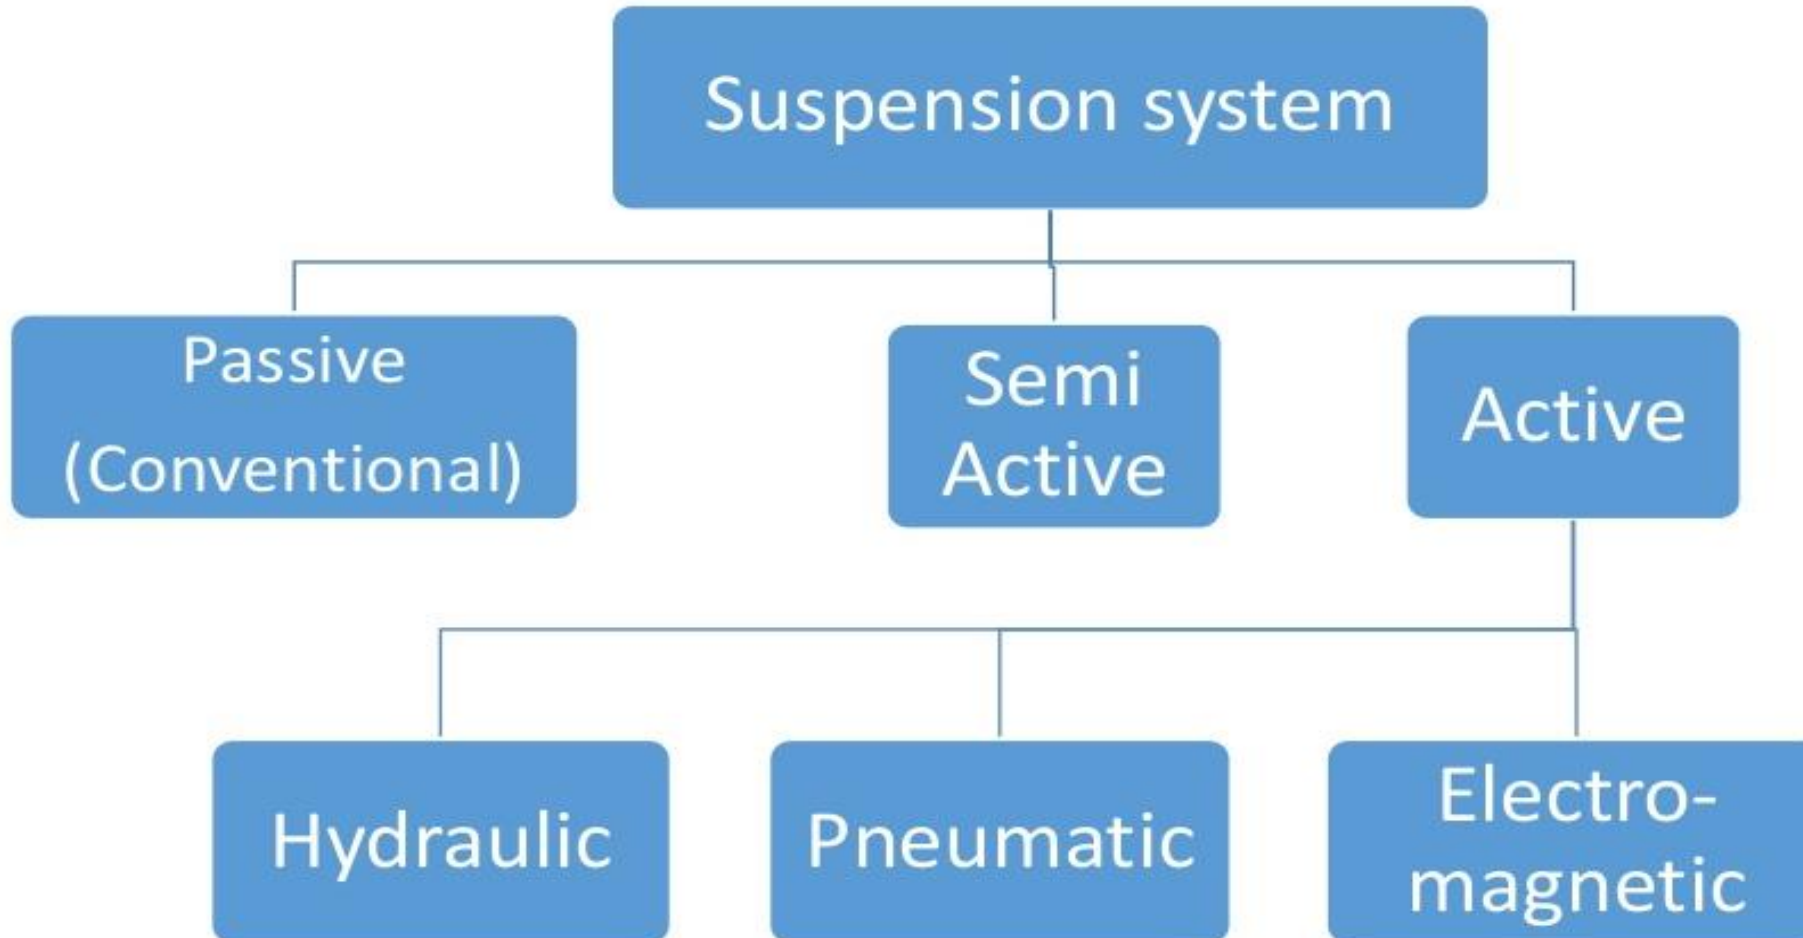 Suspension system
Passive
(Conventional)
Semi
Active
Active
Hydraulic
Pneumatic
Electro-
magnetic